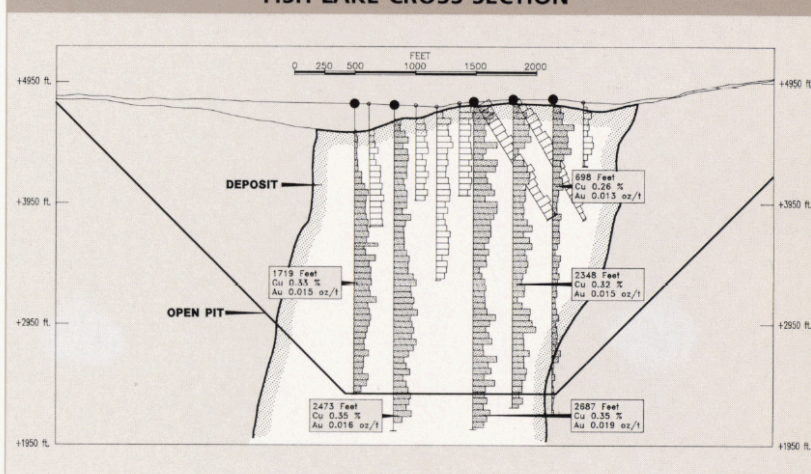 FISH LAKE CROSS SECTION
FEET
0 250 500 1000 1500 2000
+4950 ft.
+4950 ft.
698 Feet
Cu 0.26 %
Au 0.013 oz/t
DEPOSIT
+3950 ft.
+3950 ft.
1719 Feet
Cu 0.33 %
Au 0.015 oz/t
2348 Feet
Cu 0.32 %
Au 0.015 oz/t
OPEN PIT
+2950 ft.
+2950 ft.
2473 Feet
Cu 0.35 %
Au 0.016 oz/t
2687 Feet
Cu 0.35 %
Au 0.019 oz/t
+1950 ft.
+1950 ft.